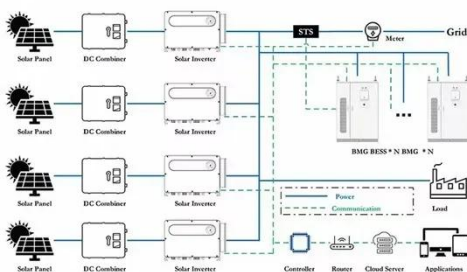 STS
Meter
Grid
Solar Panel DC Combiner Solar Inverter
Solar Panel DC Combiner Solar Inverter
BMG BESS * N BMG * N
Solar Panel DC Combiner Solar Inverter
Power
Communication
Load
Solar Panel DC Combiner Solar Inverter
Controller Router Cloud Server Applications